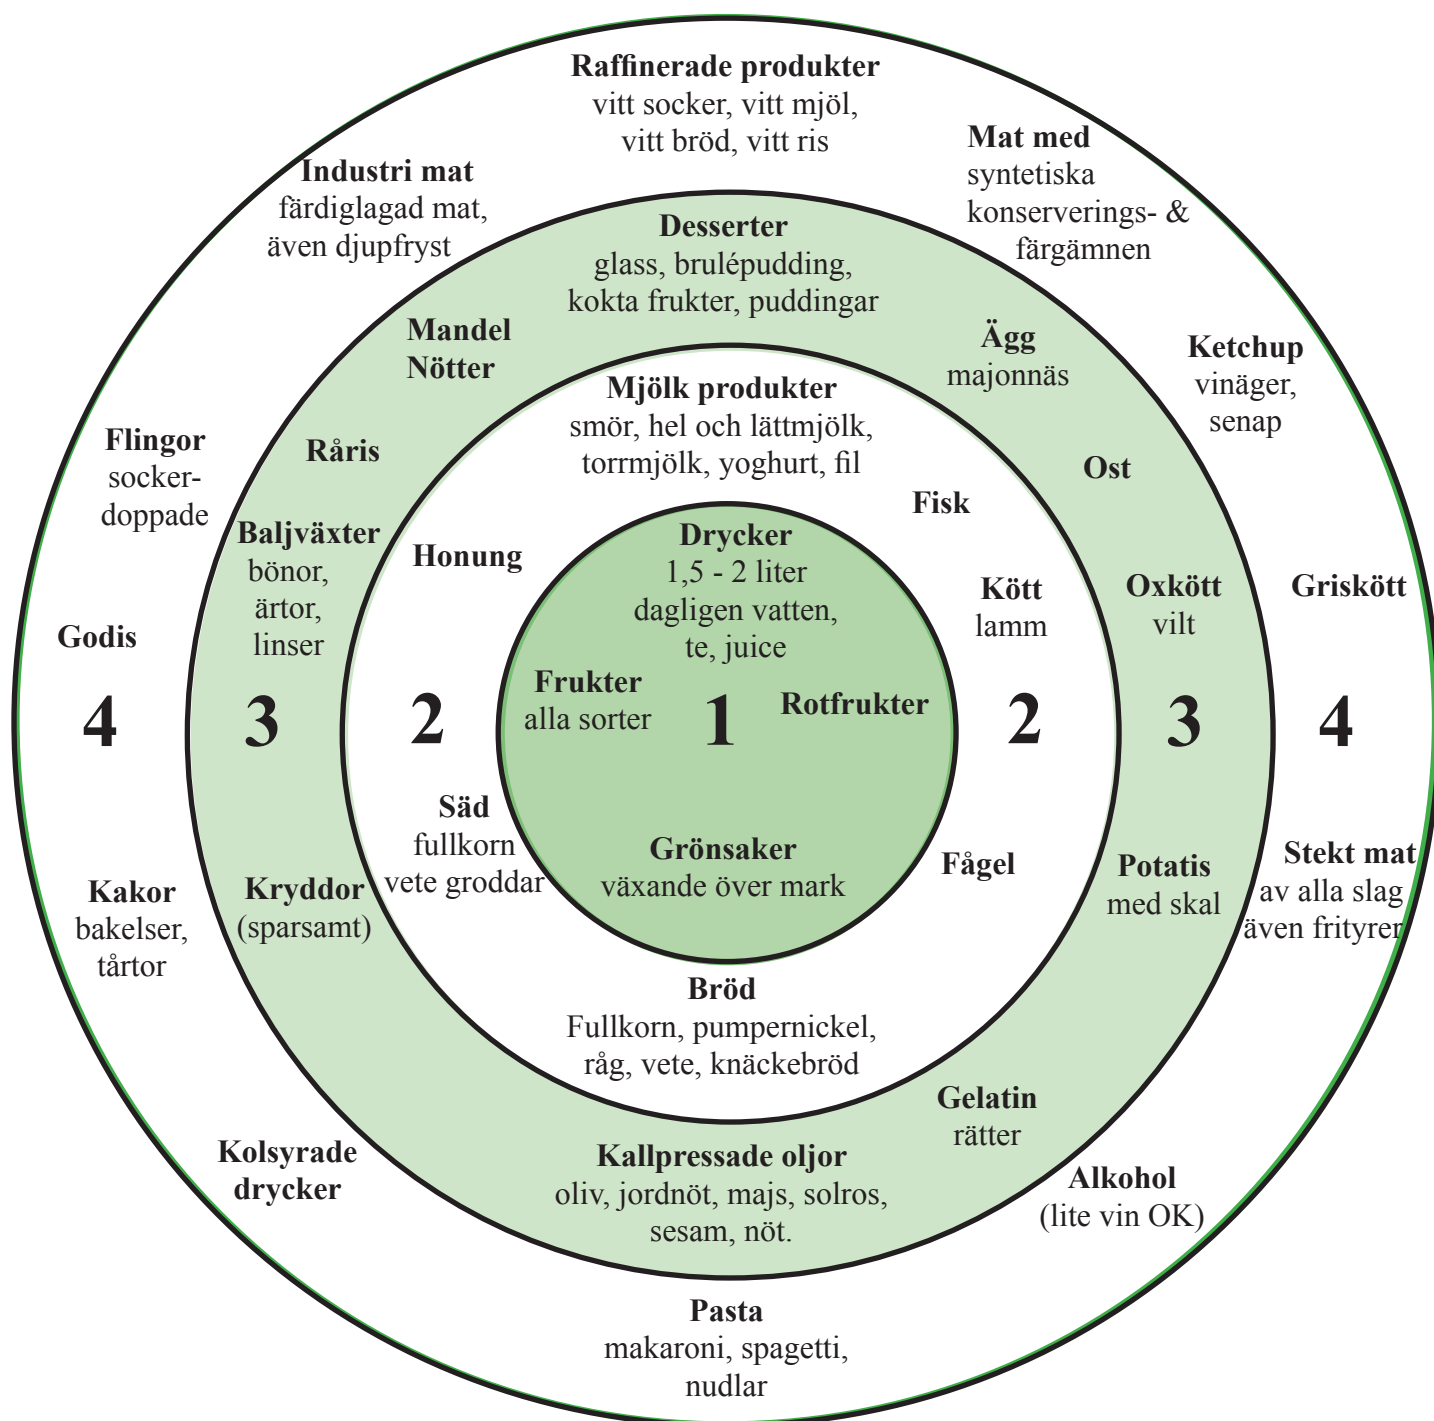 Raffinerade produkter
vitt socker, vitt mjöl,
vitt bröd, vitt ris
Mat med
syntetiska
konserverings- &
färgämnen
Industri mat
färdiglagad mat,
även djupfryst
Desserter
glass, brulépudding,
kokta frukter, puddingar
Mandel
Nötter
Ägg
majonnäs
Ketchup
vinäger,
senap
Mjölk produkter
smör, hel och lättmjölk,
torrmjölk, yoghurt, fil
Flingor
socker-
doppade
Råris
Ost
Fisk
Baljväxter
bönor,
ärtor,
linser
Honung
Drycker
1,5 - 2 liter
dagligen vatten,
te, juice
Kött
lamm
Oxkött
vilt
Griskött
Godis
Frukter
alla sorter
Rotfrukter
4 3 2 1 2 3 4
Säd
fullkorn
vete groddar
Grönsaker
växande över mark
Fågel
Potatis
med skal
Stekt mat
av alla slag
även frityrer
Kakor
bakelser,
tårtor
Kryddor
(sparsamt)
Bröd
Fullkorn, pumpernickel,
råg, vete, knäckebröd
Gelatin
rätter
Kolsyrade
drycker
Kallpressade oljor
oliv, jordnöt, majs, solros,
sesam, nöt.
Alkohol
(lite vin OK)
Pasta
makaroni, spagetti,
nudlar